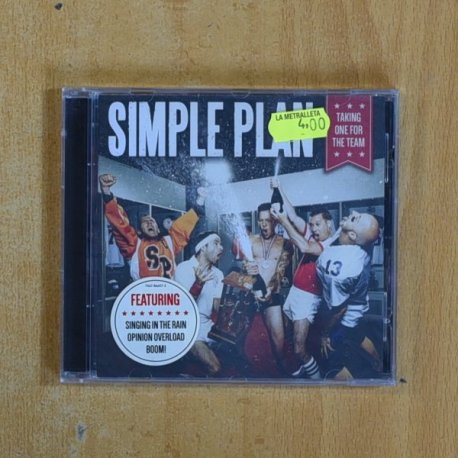 SIMPLE PLAN
LA METRALLETA
4,00
TAKING
ONE FOR
THE TEAM
SP
13
FEATURING
SINGING IN THE RAIN
OPINION OVERLOAD
BOOM!